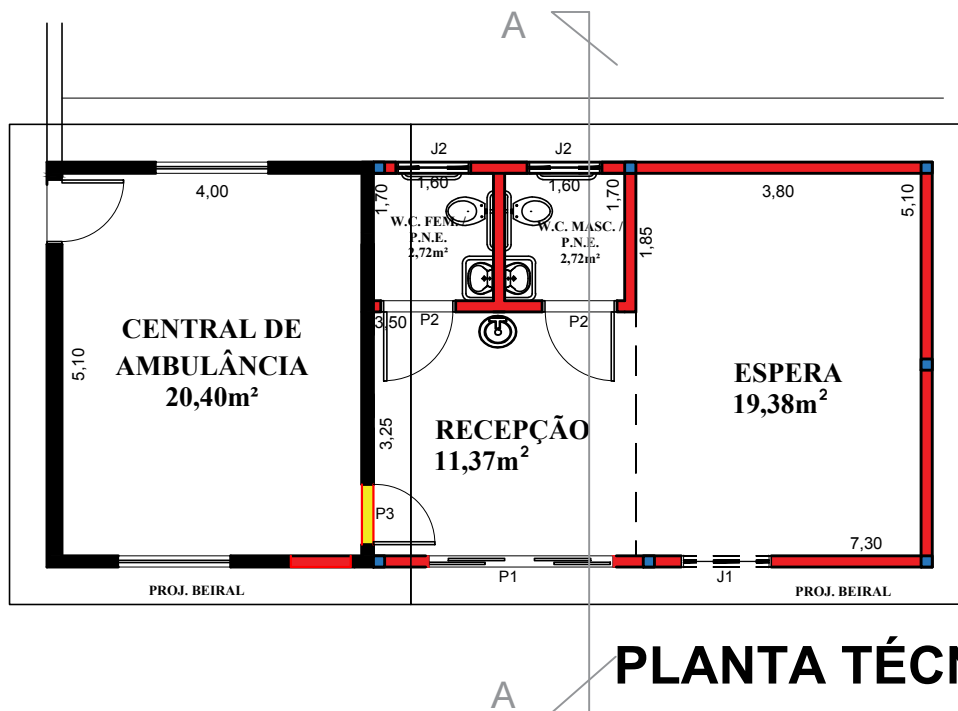 A
J2
J2
4,00
1,70
1,60
1,60
1,70
3,80
5,10
W.C. FEM. /
P.N.E.
2,72m²
W.C. MASC. /
P.N.E.
2,72m²
1,85
3,50
P2
P2
CENTRAL DE
AMBULÂNCIA
20,40m²
5,10
ESPERA
19,38m²
3,25
RECEPÇÃO
11,37m²
P3
7,30
P1
J1
PROJ. BEIRAL
PROJ. BEIRAL
PLANTA TÉCN
A